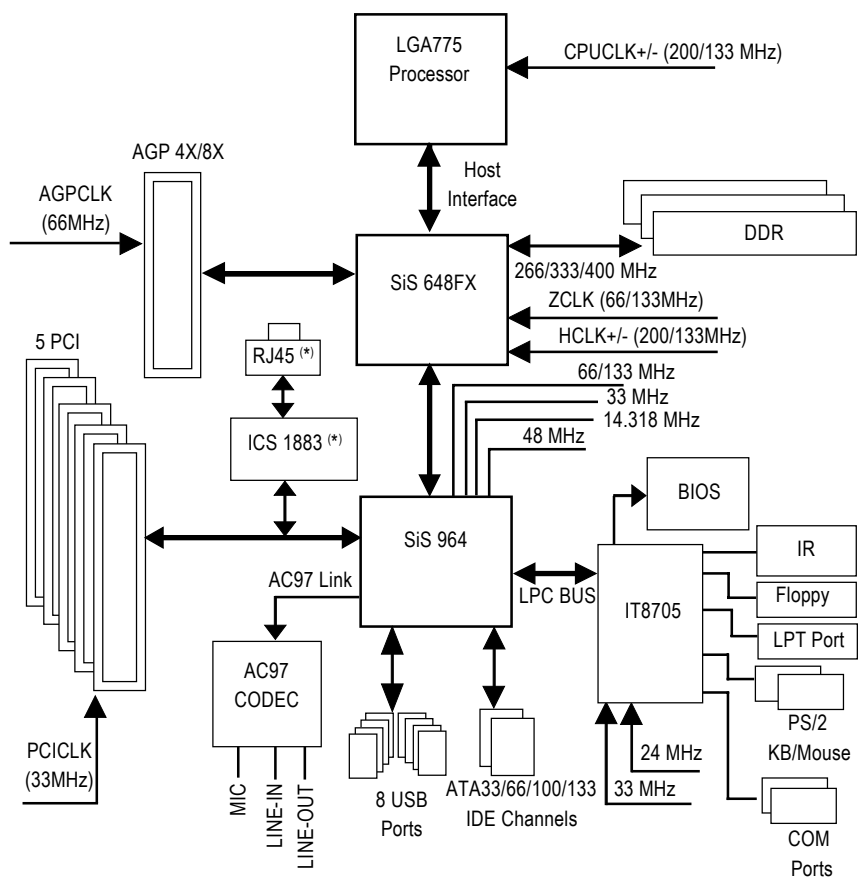 LGA775
Processor
CPUCLK+/- (200/133 MHz)
AGP 4X/8X
Host
Interface
AGPCLK
(66MHz)
DDR
266/333/400 MHz
SiS 648FX
ZCLK (66/133MHz)
HCLK+/- (200/133MHz)
5 PCI
RJ45 (*)
66/133 MHz
33 MHz
14.318 MHz
48 MHz
ICS 1883 (*)
BIOS
SiS 964
IR
AC97 Link
LPC BUS
IT8705
Floppy
LPT Port
AC97
CODEC
PS/2
KB/Mouse
PCICLK
(33MHz)
24 MHz
33 MHz
MIC
LINE-IN
LINE-OUT
8 USB
Ports
ATA33/66/100/133
IDE Channels
COM
Ports